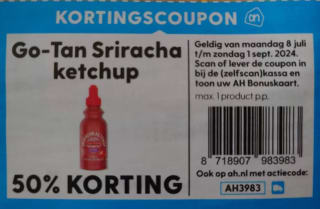 KORTINGSCOUPON ah
Go-Tan Sriracha
ketchup
50% KORTING
Geldig van maandag 8 juli
t/m zondag 1 sept. 2024.
Scan of lever de coupon in
bij de (zelfscan)kassa en
toon uw AH Bonuskaart.
max. 1 product p.p.
8 718907 983983
Ook op ah.nl met actiecode:
AH3983